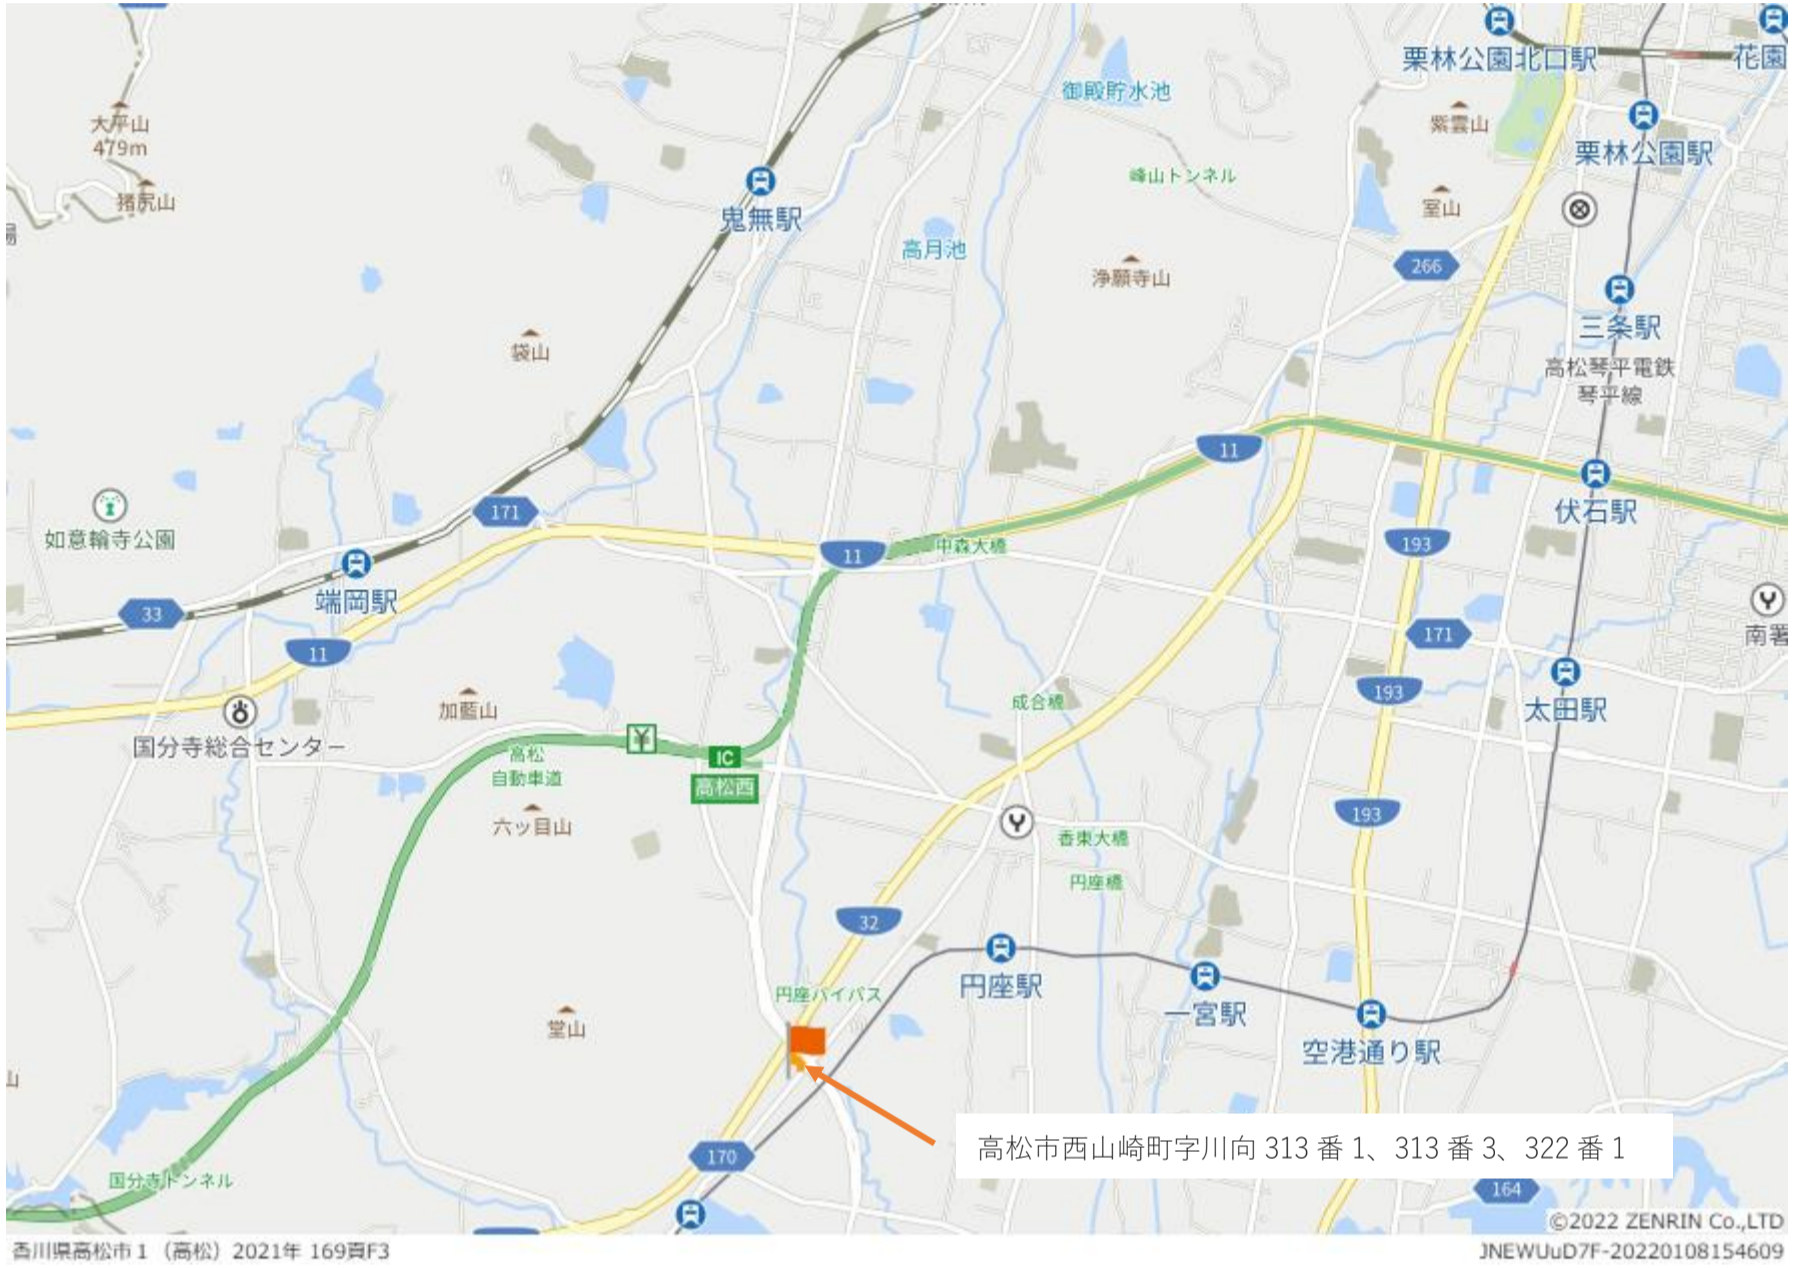 栗林公園北口駅
花園
御殿貯水池
紫雲山
大平山
479m
栗林公園駅
峰山トンネル
猪尻山
鬼無駅
室山
高月池
266
浄願寺山
三条駅
袋山
高松琴平電鉄
琴平線
11
171
伏石駅
如意輪寺公園
中森大橋
11
193
端岡駅
33
11
171
南署
193
成合橋
加藍山
太田駅
国分寺総合センター
高松
自動車道
IC
高松西
六ッ目山
193
香東大橋
円座橋
32
円座駅
円座バイパス
一宮駅
堂山
空港通り駅
山
高松市西山崎町字川向 313 番 1、313 番 3、322 番 1
170
国分寺トンネル
164
©2022 ZENRIN Co.,LTD
香川県高松市1（高松）2021年 169頁F3
JNEWUuD7F-20220108154609